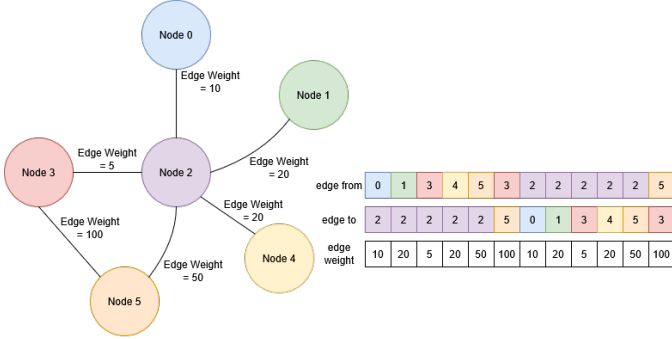 Node 0
Edge Weight
= 10
Node 1
Edge Weight
= 20
Node 3
Edge Weight
= 5
Node 2
Edge Weight
= 20
Edge Weight
= 100
Node 4
Edge Weight
= 50
Node 5
edge from 0 1 3 4 5 3 2 2 2 2 2 5
edge to 2 2 2 2 2 5 0 1 3 4 5 3
edge
weight 10 20 5 20 50 100 10 20 5 20 50 100